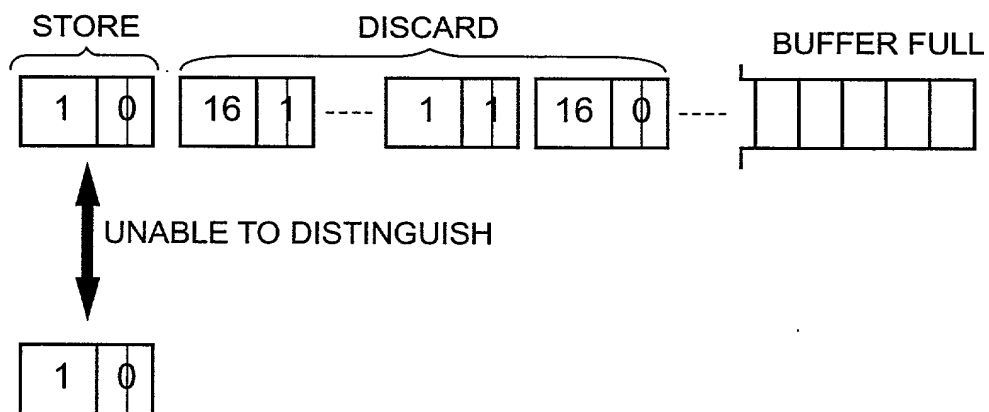 STORE DISCARD BUFFER FULL
1 0 16 1 ---- 1 1 16 0 ----
UNABLE TO DISTINGUISH
1 0